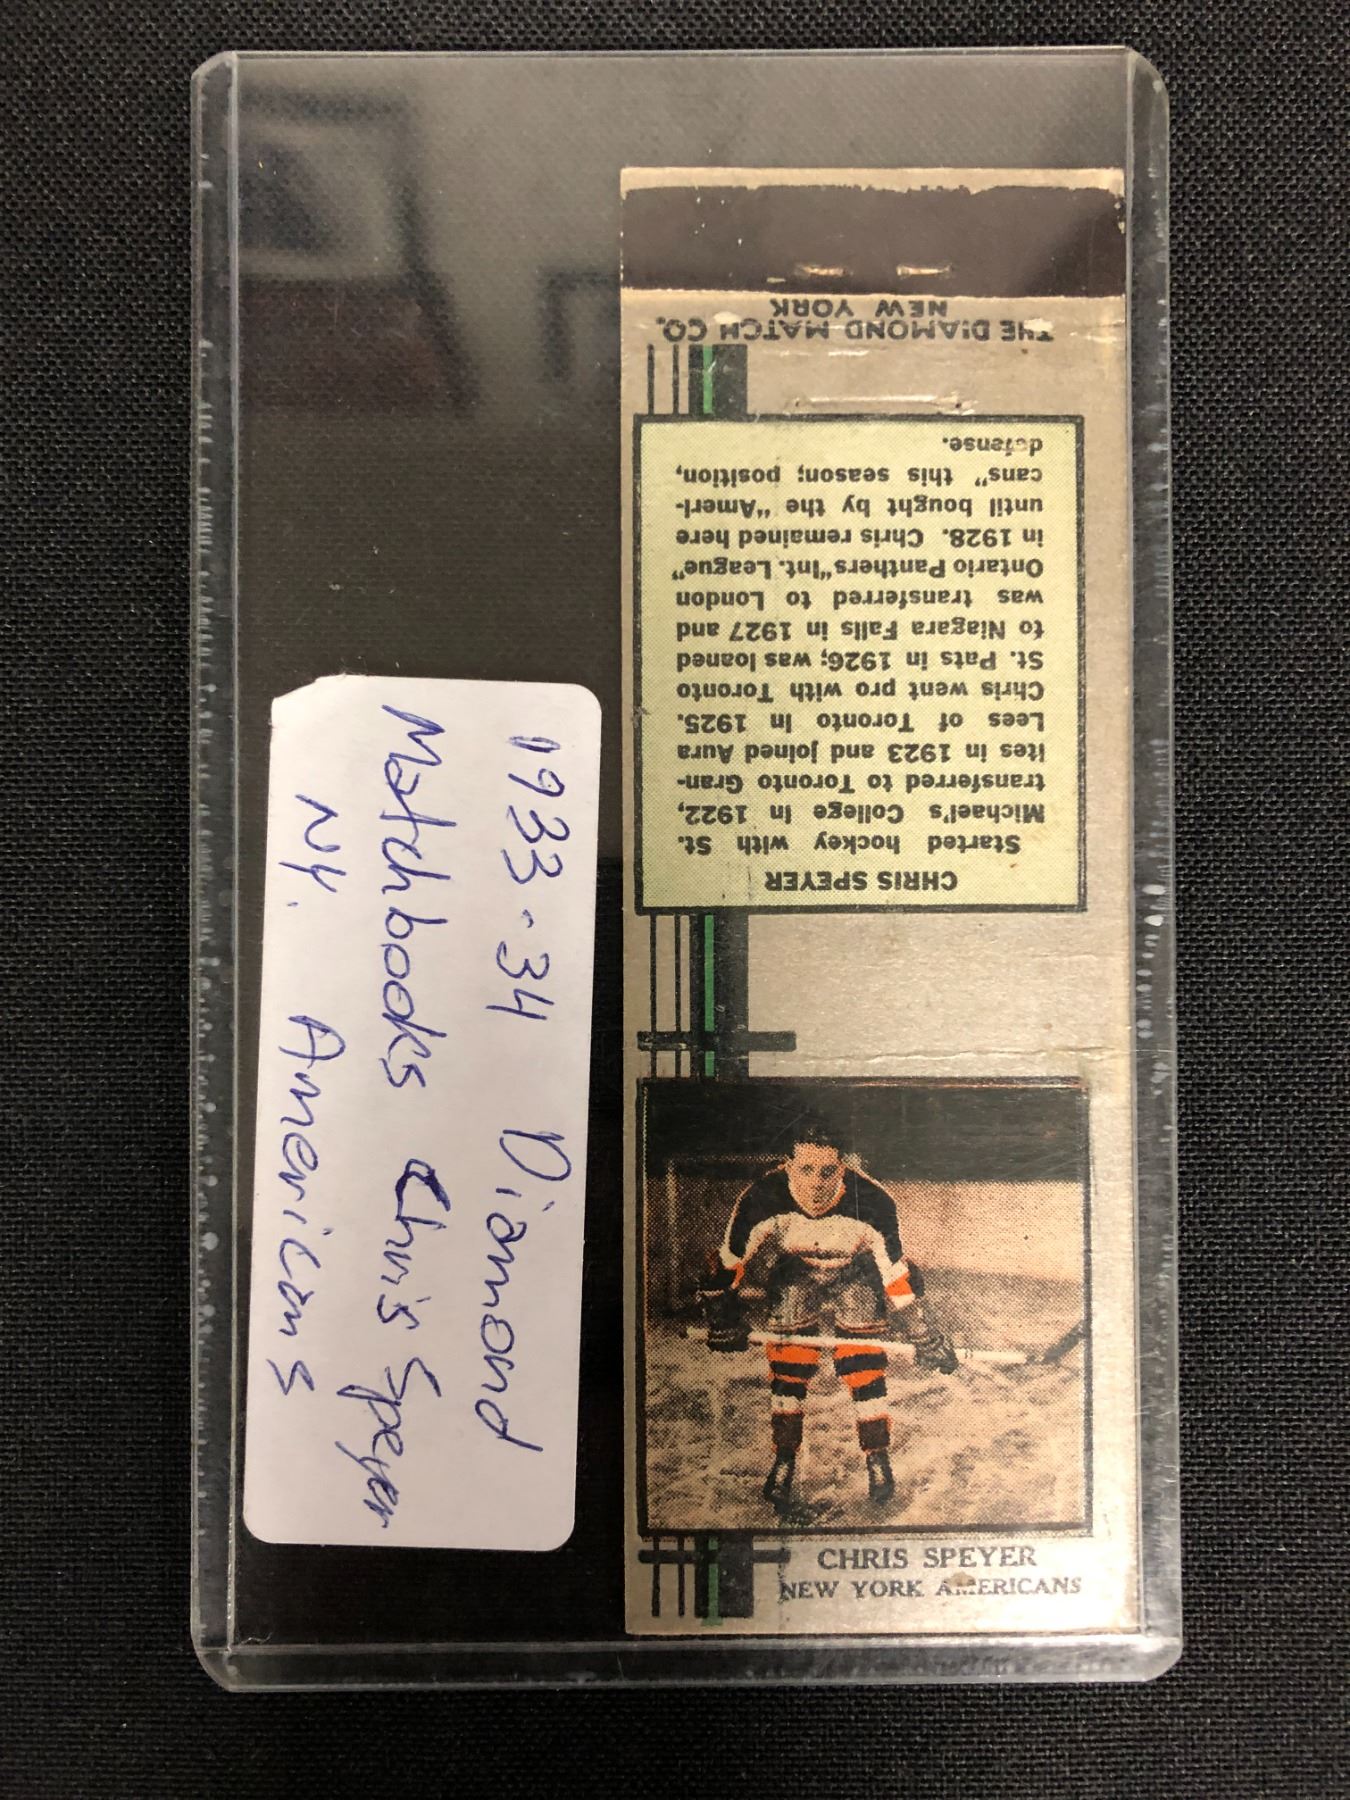 1933-34 Diamond
Matchbooks Chris Speyer
NY. Americans
THE DIAMOND MATCH CO.
NEW YORK
CHRIS SPEYER
Started hockey with St.
Michael's College in 1922,
transferred to Toronto Gran-
ites in 1923 and joined Aura
Lees of Toronto in 1925.
Chris went pro with Toronto
St. Pats in 1926; was loaned
to Niagara Falls in 1927 and
was transferred to London
Ontario Panthers "Int. League"
in 1928. Chris remained here
until bought by the "Ameri-
cans" this season; position,
defense.
CHRIS SPEYER
NEW YORK AMERICANS